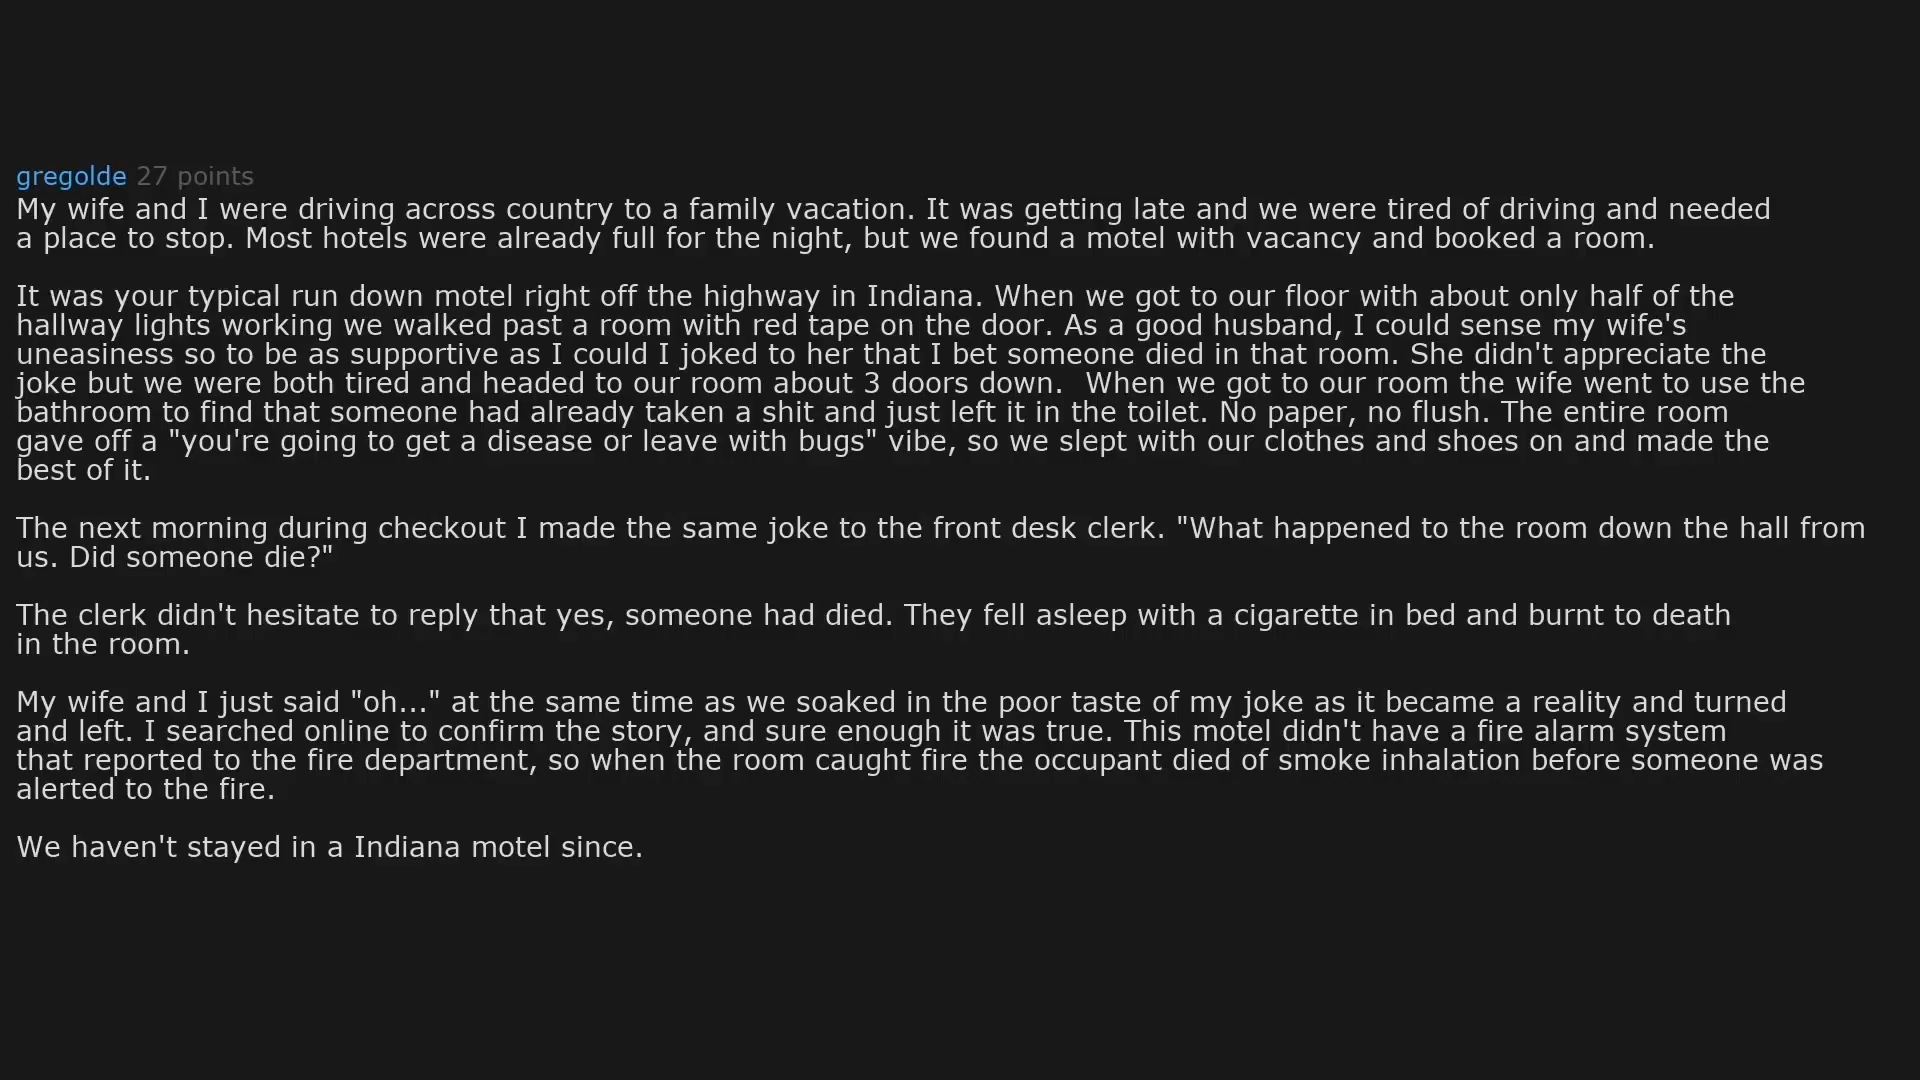 gregolde 27 points
My wife and I were driving across country to a family vacation. It was getting late and we were tired of driving and needed
a place to stop. Most hotels were already full for the night, but we found a motel with vacancy and booked a room.
It was your typical run down motel right off the highway in Indiana. When we got to our floor with about only half of the
hallway lights working we walked past a room with red tape on the door. As a good husband, I could sense my wife's
uneasiness so to be as supportive as I could I joked to her that I bet someone died in that room. She didn't appreciate the
joke but we were both tired and headed to our room about 3 doors down.  When we got to our room the wife went to use the
bathroom to find that someone had already taken a shit and just left it in the toilet. No paper, no flush. The entire room
gave off a "you're going to get a disease or leave with bugs" vibe, so we slept with our clothes and shoes on and made the
best of it.
The next morning during checkout I made the same joke to the front desk clerk. "What happened to the room down the hall from
us. Did someone die?"
The clerk didn't hesitate to reply that yes, someone had died. They fell asleep with a cigarette in bed and burnt to death
in the room.
My wife and I just said "oh..." at the same time as we soaked in the poor taste of my joke as it became a reality and turned
and left. I searched online to confirm the story, and sure enough it was true. This motel didn't have a fire alarm system
that reported to the fire department, so when the room caught fire the occupant died of smoke inhalation before someone was
alerted to the fire.
We haven't stayed in a Indiana motel since.